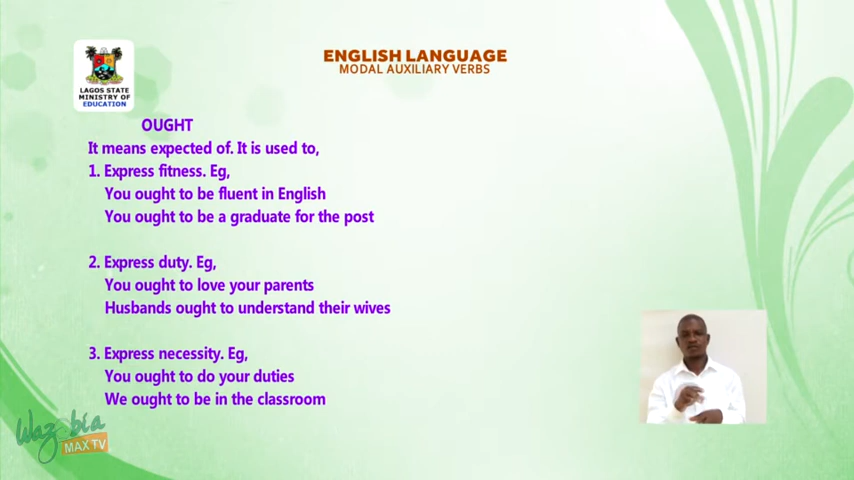 ENGLISH LANGUAGE
MODAL AUXILIARY VERBS
LAGOS STATE
MINISTRY OF
EDUCATION
OUGHT
It means expected of. It is used to,
1. Express fitness. Eg,
You ought to be fluent in English
You ought to be a graduate for the post
2. Express duty. Eg,
You ought to love your parents
Husbands ought to understand their wives
3. Express necessity. Eg,
You ought to do your duties
We ought to be in the classroom
Wazobia
MAX TV